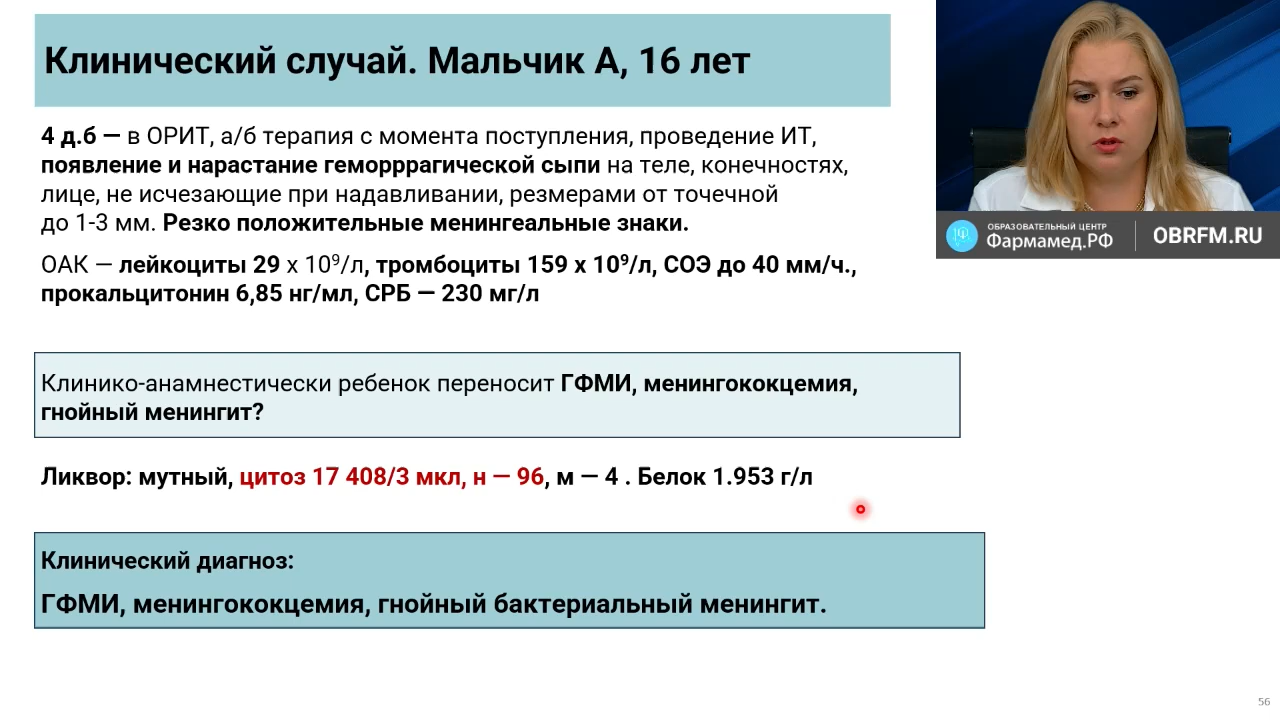 Клинический случай. Мальчик А, 16 лет
4 д.б — в ОРИТ, а/б терапия с момента поступления, проведение ИТ,
появление и нарастание геморррагической сыпи на теле, конечностях,
лице, не исчезающие при надавливании, резмерами от точечной
до 1-3 мм. Резко положительные менингеальные знаки.
ОАК — лейкоциты 29 х 10⁹/л, тромбоциты 159 х 10⁹/л, СОЭ до 40 мм/ч.,
прокальцитонин 6,85 нг/мл, СРБ — 230 мг/л
Клинико-анамнестически ребенок переносит ГФМИ, менингококцемия,
гнойный менингит?
Ликвор: мутный, цитоз 17 408/3 мкл, н — 96, м — 4 . Белок 1.953 г/л
Клинический диагноз:
ГФМИ, менингококцемия, гнойный бактериальный менингит.
ОБРАЗОВАТЕЛЬНЫЙ ЦЕНТР
Фармамед.РФ
OBRFM.RU
56